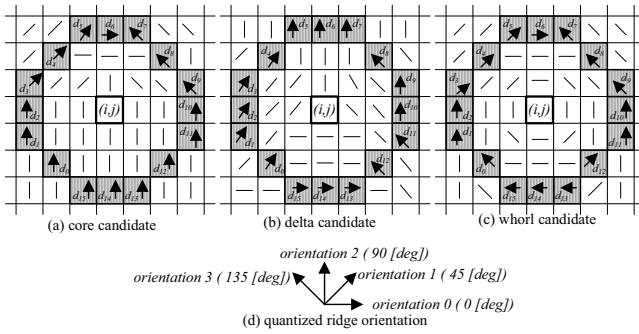 d5 d6 d7 d5 d6 d7 d5 d6 d7
d4 d8 d4 d8 d4 d8
d3 d9 d3 d9 d3 d9
d2 (i,j) d10 d2 (i,j) d10 d2 (i,j) d10
d1 d11 d1 d11 d1 d11
d0 d12 d0 d12 d0 d12
d15 d14 d13 d15 d14 d13 d15 d14 d13
(a) core candidate (b) delta candidate (c) whorl candidate
orientation 2 ( 90 [deg])
orientation 3 ( 135 [deg]) orientation 1 ( 45 [deg])
orientation 0 ( 0 [deg])
(d) quantized ridge orientation